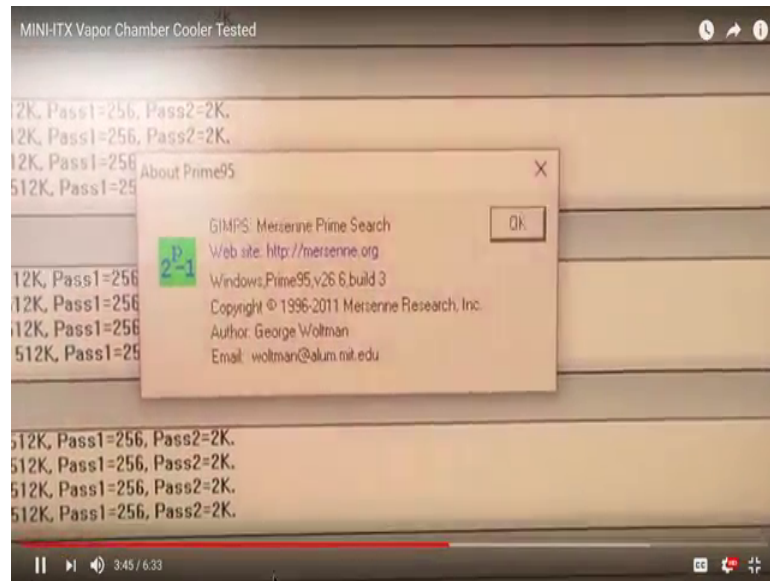 MINI-ITX Vapor Chamber Cooler Tested
12K, Pass1=256, Pass2=2K.
12K, Pass1=256, Pass2=2K.
12K, Pass1=256
512K, Pass1=25
About Prime95
GIMPS: Mersenne Prime Search
OK
Web site: http://mersenne.org
2P-1
Windows,Prime95,v26.6,build 3
Copyright © 1996-2011 Mersenne Research, Inc.
Author: George Woltman
Email: woltman@alum.mit.edu
12K, Pass1=256
12K, Pass1=256
12K, Pass1=256
512K, Pass1=25
512K, Pass1=256, Pass2=2K.
512K, Pass1=256, Pass2=2K.
512K, Pass1=256, Pass2=2K.
512K, Pass1=256, Pass2=2K.
3:45 / 6:33
CC
HD